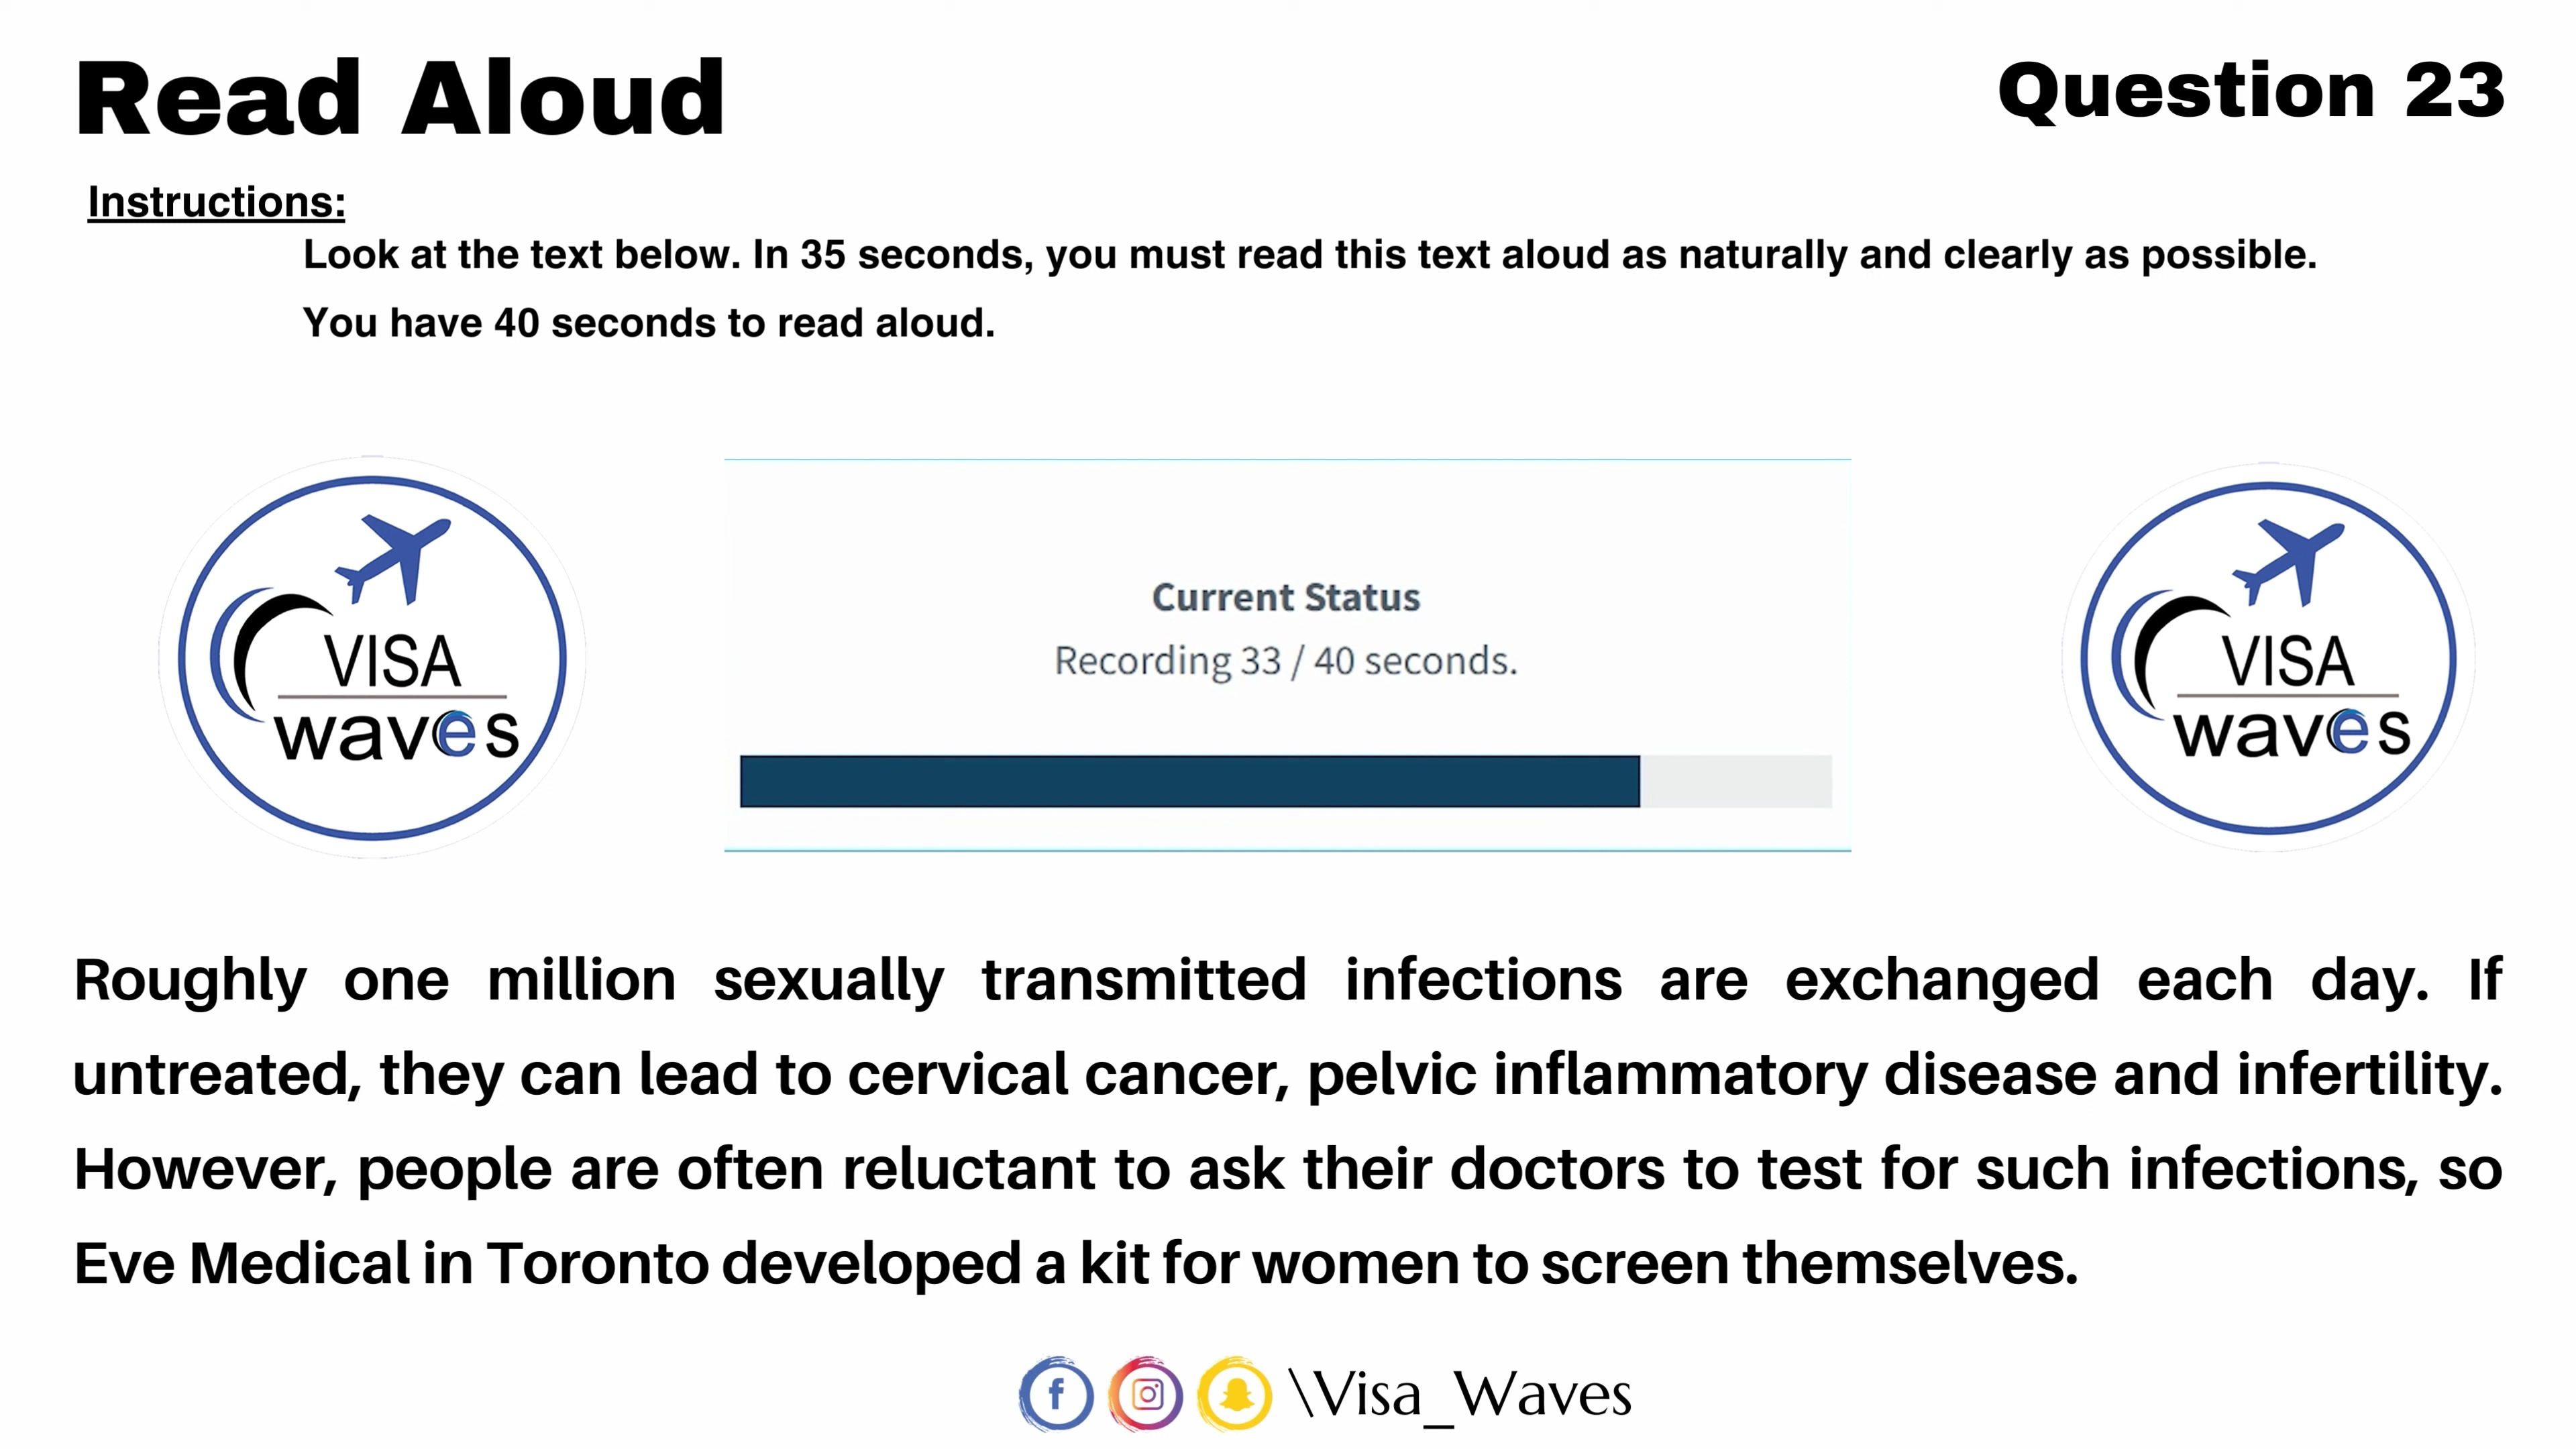 Read Aloud
Question 23
Instructions:
Look at the text below. In 35 seconds, you must read this text aloud as naturally and clearly as possible.
You have 40 seconds to read aloud.
VISA
waves
Current Status
Recording 33 / 40 seconds.
VISA
waves
Roughly one million sexually transmitted infections are exchanged each day. If
untreated, they can lead to cervical cancer, pelvic inflammatory disease and infertility.
However, people are often reluctant to ask their doctors to test for such infections, so
Eve Medical in Toronto developed a kit for women to screen themselves.
\Visa_Waves